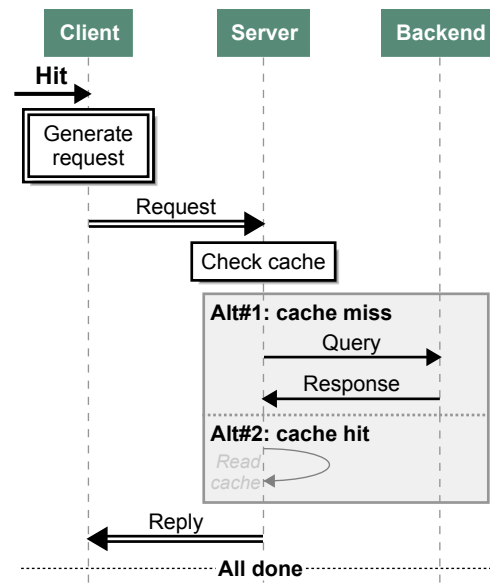 Client
Server
Backend
Hit
Generate
request
Request
Check cache
Alt#1: cache miss
Query
Response
Alt#2: cache hit
Read
cache
Reply
All done